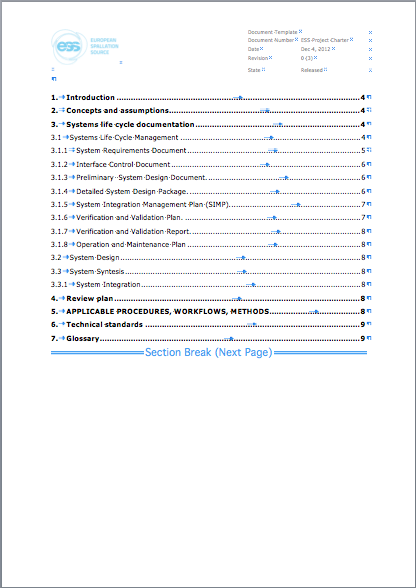 ess
EUROPEAN
SPALLATION
SOURCE
Document-Template
Document-Number ESS-Project-Charter
Date Dec 4, 2012
Revision 0 (3)
State Released
1. Introduction 4
2. Concepts and assumptions 4
3. Systems life cycle documentation 4
3.1 Systems Life Cycle Management 4
3.1.1 System Requirements Document 5
3.1.2 Interface Control Document 6
3.1.3 Preliminary System Design Document. 6
3.1.4 Detailed System Design Package. 6
3.1.5 System Integration Management Plan (SIMP) 7
3.1.6 Verification and Validation Plan. 7
3.1.7 Verification and Validation Report 8
3.1.8 Operation and Maintenance Plan 8
3.2 System Design 8
3.3 System Syntesis 8
3.3.1 System Integration 8
4. Review plan 8
5. APPLICABLE PROCEDURES, WORKFLOWS, METHODS 8
6. Technical standards 9
7. Glossary 9
Section Break (Next Page)